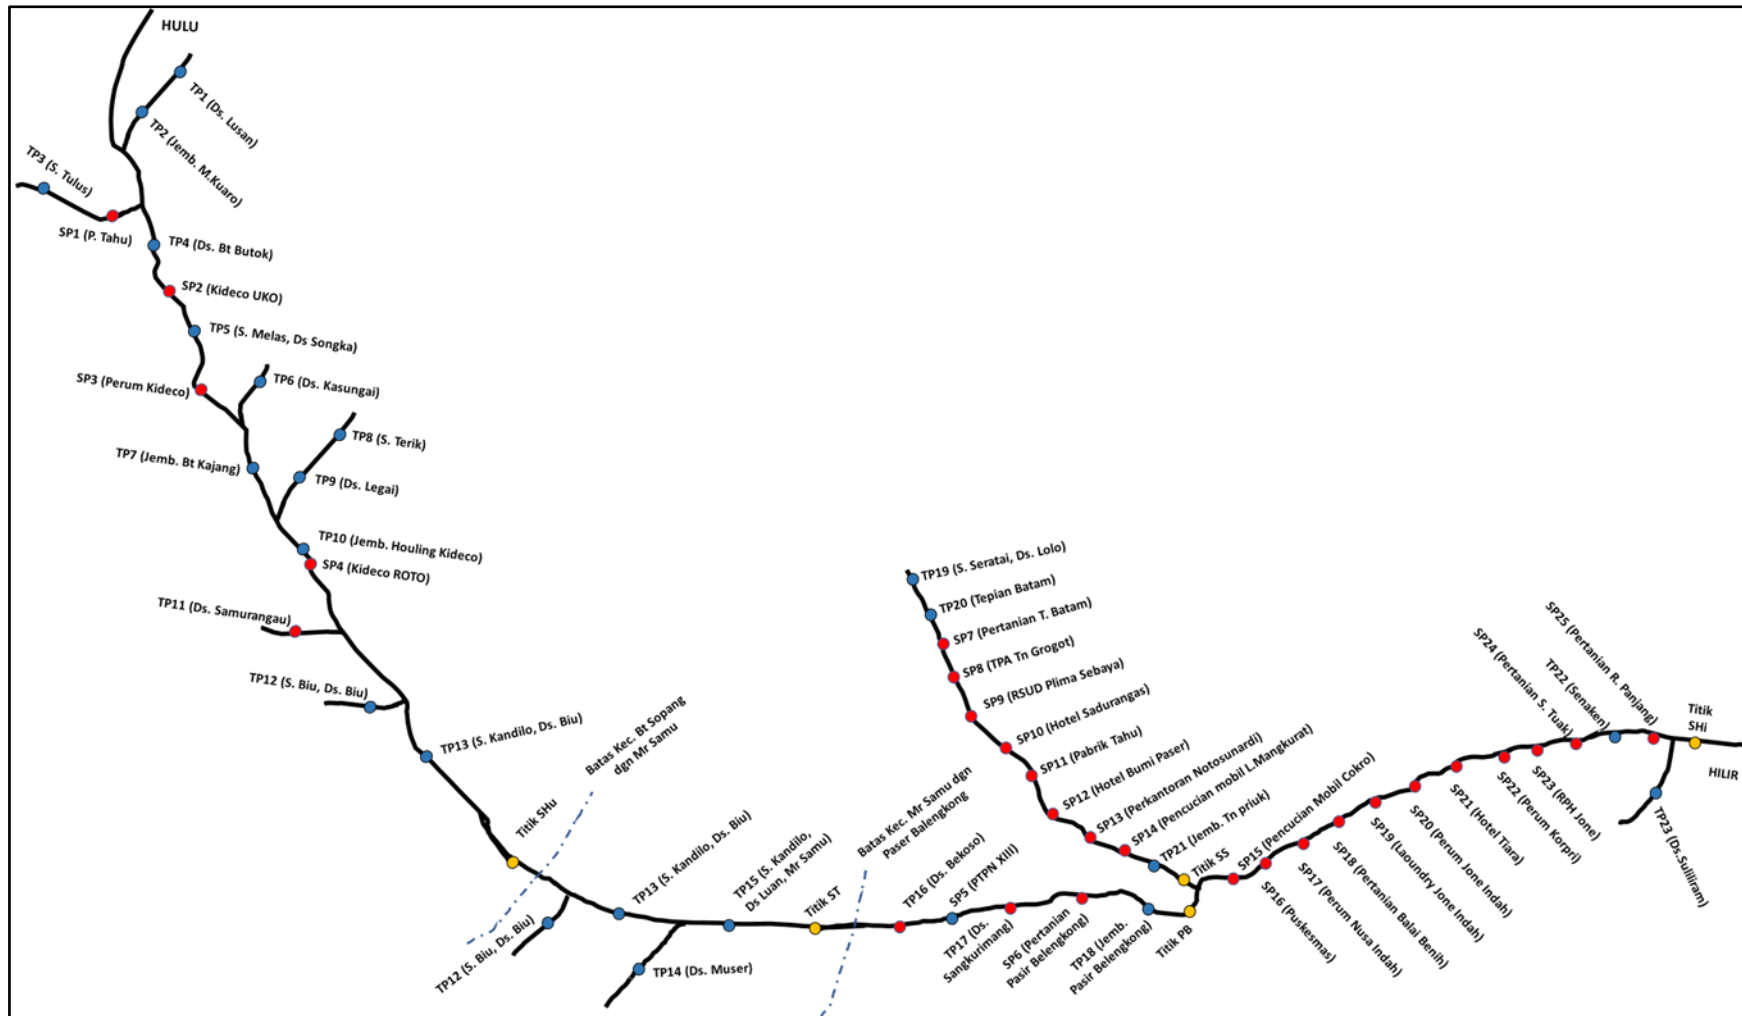 HULU
TP1 (Ds. Lusan)
TP2 (Jemb. M.Kuaro)
TP3 (S. Tulus)
SP1 (P. Tahu)
TP4 (Ds. Bt Butok)
SP2 (Kideco UKO)
TP5 (S. Melas, Ds Songka)
SP3 (Perum Kideco)
TP6 (Ds. Kasungai)
TP8 (S. Terik)
TP7 (Jemb. Bt Kajang)
TP9 (Ds. Legai)
TP10 (Jemb. Houling Kideco)
SP4 (Kideco ROTO)
TP11 (Ds. Samurangau)
TP12 (S. Biu, Ds. Biu)
TP13 (S. Kandilo, Ds. Biu)
Titik SHu
Batas Kec. Bt Sopang
dgn Mr Samu
TP12 (S. Biu, Ds. Biu)
TP13 (S. Kandilo, Ds. Biu)
TP14 (Ds. Muser)
TP15 (S. Kandilo,
Ds Luan, Mr Samu)
Titik ST
Batas Kec. Mr Samu dgn
Paser Balengkong
TP16 (Ds. Bekoso)
SP5 (PTPN XIII)
TP17 (Ds.
Sangkurimang)
SP6 (Pertanian
Pasir Belengkong)
TP18 (Jemb.
Pasir Belengkong)
Titik PB
TP19 (S. Seratai, Ds. Lolo)
TP20 (Tepian Batam)
SP7 (Pertanian T. Batam)
SP8 (TPA Tn Grogot)
SP9 (RSUD Plima Sebaya)
SP10 (Hotel Sadurangas)
SP11 (Pabrik Tahu)
SP12 (Hotel Bumi Paser)
SP13 (Perkantoran Notosunardi)
SP14 (Pencucian mobil L.Mangkurat)
TP21 (Jemb. Tn priuk)
Titik SS
SP15 (Pencucian Mobil Cokro)
SP16 (Puskesmas)
SP17 (Perum Nusa Indah)
SP18 (Pertanian Balai Benih)
SP19 (Laoundry Jone Indah)
SP20 (Perum Jone Indah)
SP21 (Hotel Tiara)
SP22 (Perum Korpri)
SP23 (RPH Jone)
SP24 (Pertanian S. Tuak)
TP22 (Senaken)
SP25 (Pertanian R. Panjang)
Titik
SHi
HILIR
TP23 (Ds.Suliliram)